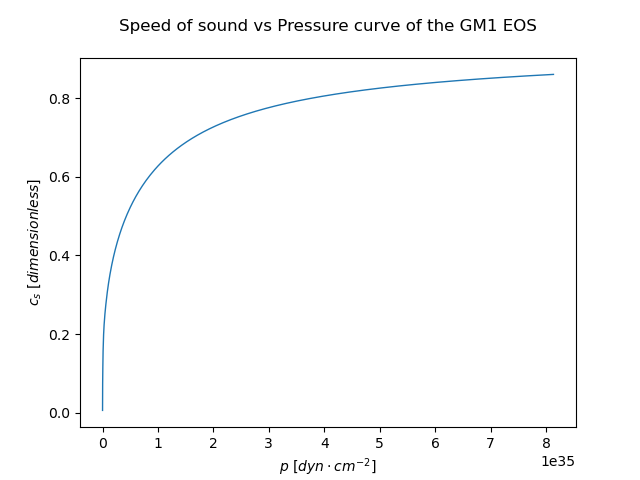 Speed of sound vs Pressure curve of the GM1 EOS
0.8
0.6
0.4
0.2
0.0
c_s [dimensionless]
0 1 2 3 4 5 6 7 8
1e35
p [dyn · cm⁻²]